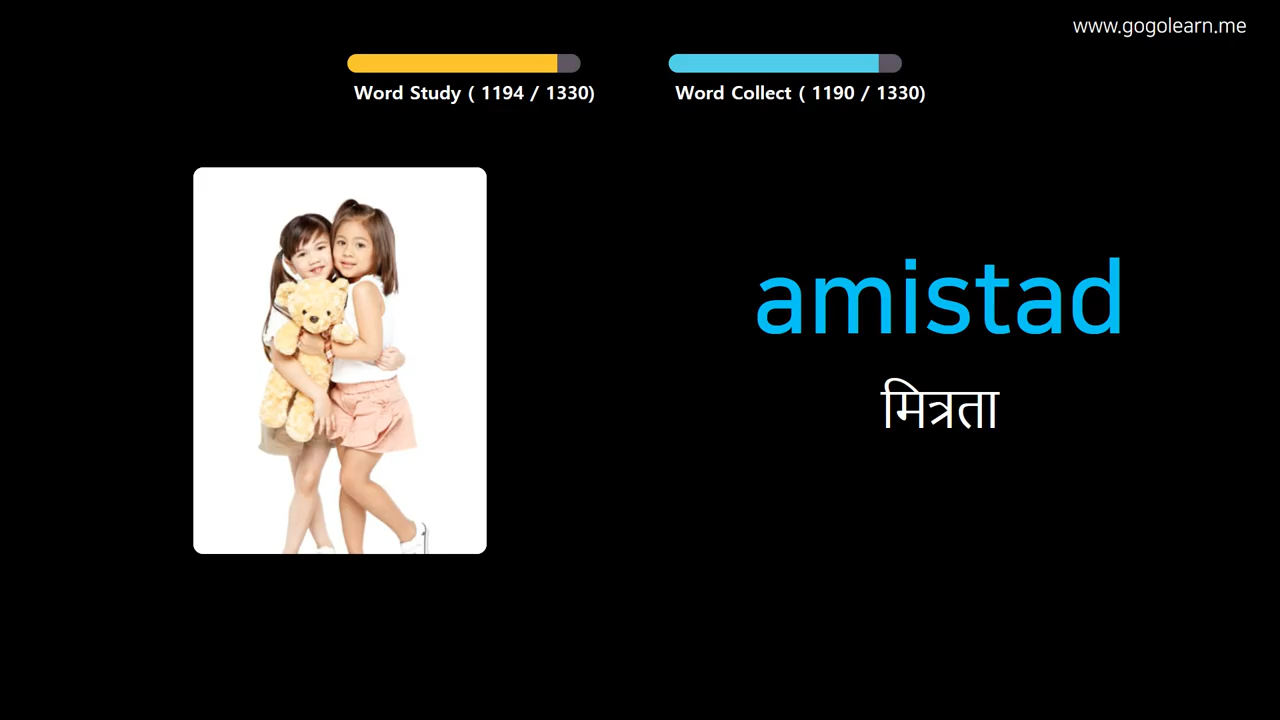 www.gogolearn.me
Word Study ( 1194 / 1330)
Word Collect ( 1190 / 1330)
amistad
मित्रता